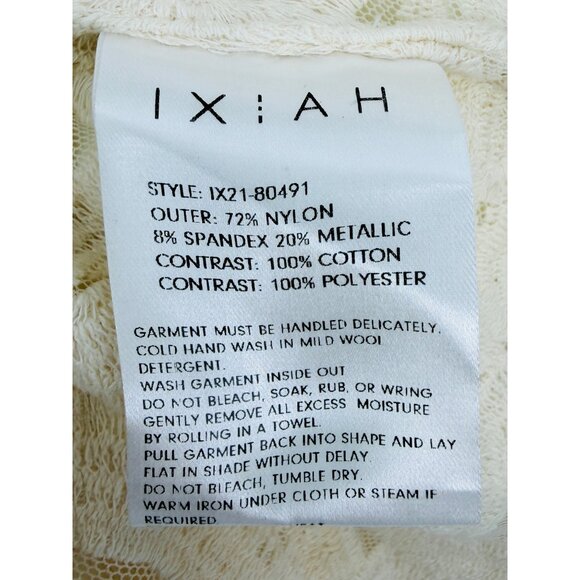 IX¦AH
STYLE: IX21-80491
OUTER: 72% NYLON
8% SPANDEX 20% METALLIC
CONTRAST: 100% COTTON
CONTRAST: 100% POLYESTER
GARMENT MUST BE HANDLED DELICATELY.
COLD HAND WASH IN MILD WOOL
DETERGENT.
WASH GARMENT INSIDE OUT
DO NOT BLEACH, SOAK, RUB, OR WRING
GENTLY REMOVE ALL EXCESS MOISTURE
BY ROLLING IN A TOWEL.
PULL GARMENT BACK INTO SHAPE AND LAY
FLAT IN SHADE WITHOUT DELAY.
DO NOT BLEACH, TUMBLE DRY.
WARM IRON UNDER CLOTH OR STEAM IF
REQUIRED